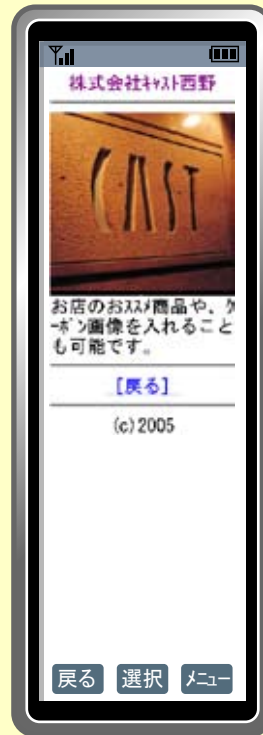 株式会社ｷｬｽﾄ西野
CAST
お店のおｽｽﾒ商品や、ｸ
ｰﾎﾟﾝ画像を入れること
も可能です。
[戻る]
(c)2005
戻る 選択 ﾒﾆｭｰ